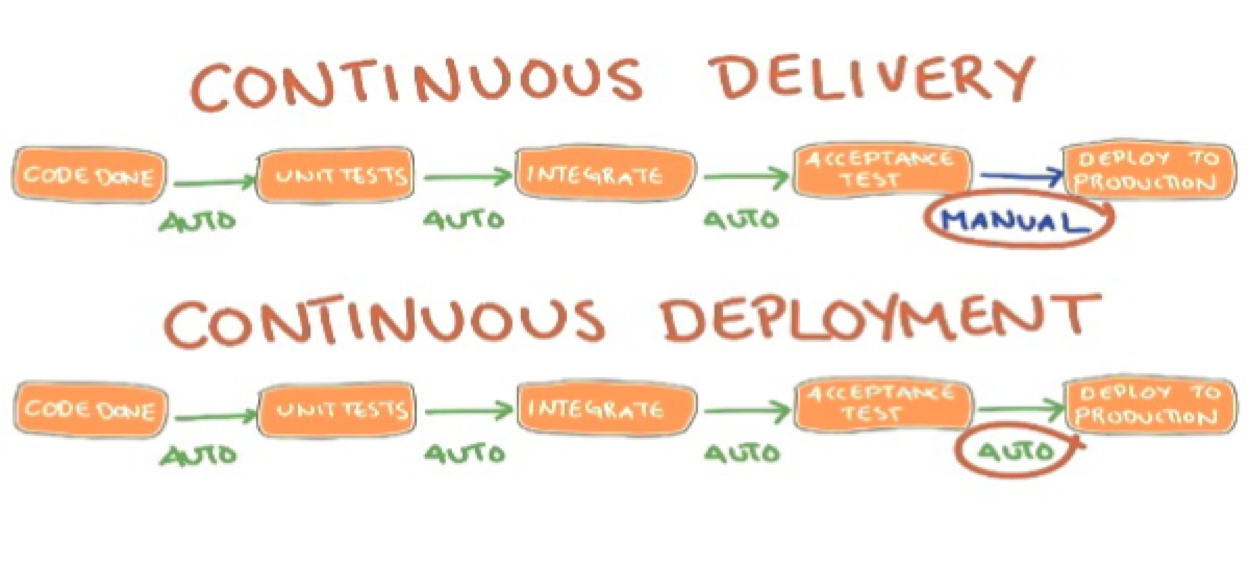 CONTINUOUS DELIVERY
CODE DONE
UNIT TESTS
INTEGRATE
ACCEPTANCE
TEST
DEPLOY TO
PRODUCTION
AUTO
AUTO
AUTO
MANUAL
CONTINUOUS DEPLOYMENT
CODE DONE
UNIT TESTS
INTEGRATE
ACCEPTANCE
TEST
DEPLOY TO
PRODUCTION
AUTO
AUTO
AUTO
AUTO